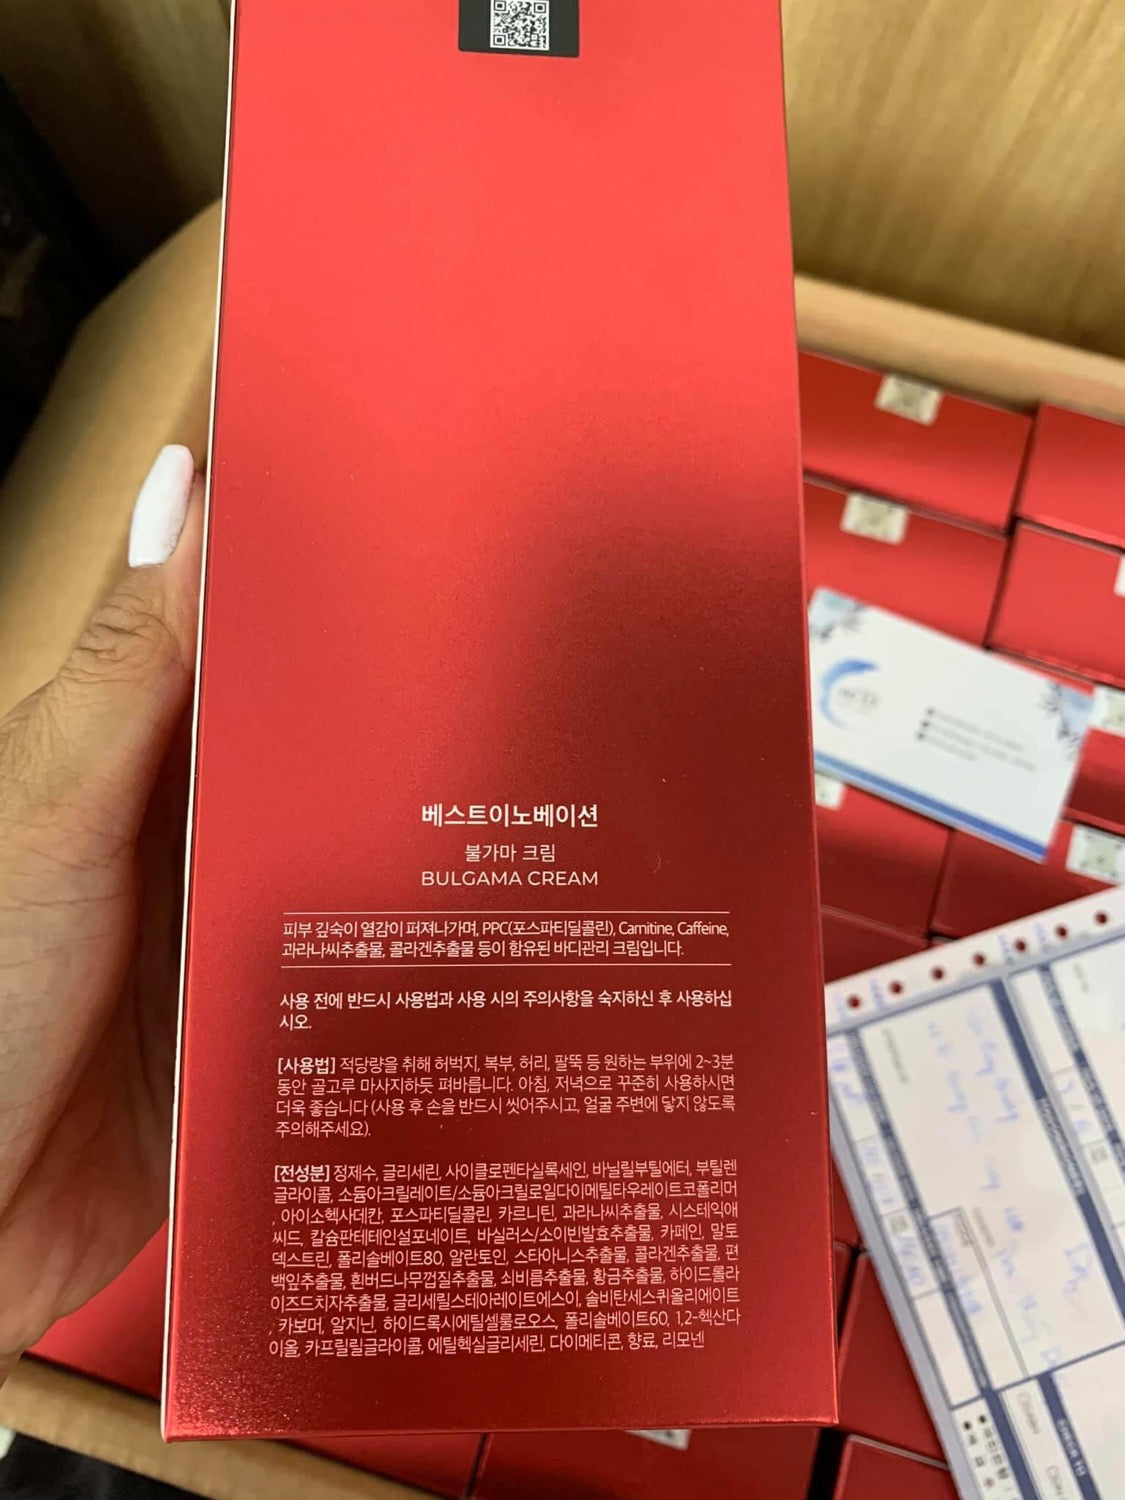 베스트이노베이션
불가마 크림
BULGAMA CREAM
피부 깊숙이 열감이 퍼져나가며, PPC(포스파티딜콜린), Carnitine, Caffeine,
과라나씨추출물, 콜라겐추출물 등이 함유된 바디관리 크림입니다.
사용 전에 반드시 사용법과 사용 시의 주의사항을 숙지하신 후 사용하십
시오.
[사용법] 적당량을 취해 허벅지, 복부, 허리, 팔뚝 등 원하는 부위에 2~3분
동안 골고루 마사지하듯 펴바릅니다. 아침, 저녁으로 꾸준히 사용하시면
더욱 좋습니다 (사용 후 손을 반드시 씻어주시고, 얼굴 주변에 닿지 않도록
주의해주세요).
[전성분] 정제수, 글리세린, 사이클로펜타실록세인, 바닐릴부틸에터, 부틸렌
글라이콜, 소듐아크릴레이트/소듐아크릴로일다이메틸타우레이트코폴리머
, 아이소헥사데칸, 포스파티딜콜린, 카르니틴, 과라나씨추출물, 시스테익애
씨드, 칼슘판테테인설포네이트, 바실러스/소이빈발효추출물, 카페인, 말토
덱스트린, 폴리솔베이트80, 알란토인, 스타아니스추출물, 콜라겐추출물, 편
백잎추출물, 흰버드나무껍질추출물, 쇠비름추출물, 황금추출물, 하이드롤라
이즈드치자추출물, 글리세릴스테아레이트에스이, 솔비탄세스퀴올리에이트
, 카보머, 알지닌, 하이드록시에틸셀룰로오스, 폴리솔베이트60, 1,2-헥산다
이올, 카프릴릴글라이콜, 에틸헥실글리세린, 다이메티콘, 향료, 리모넨